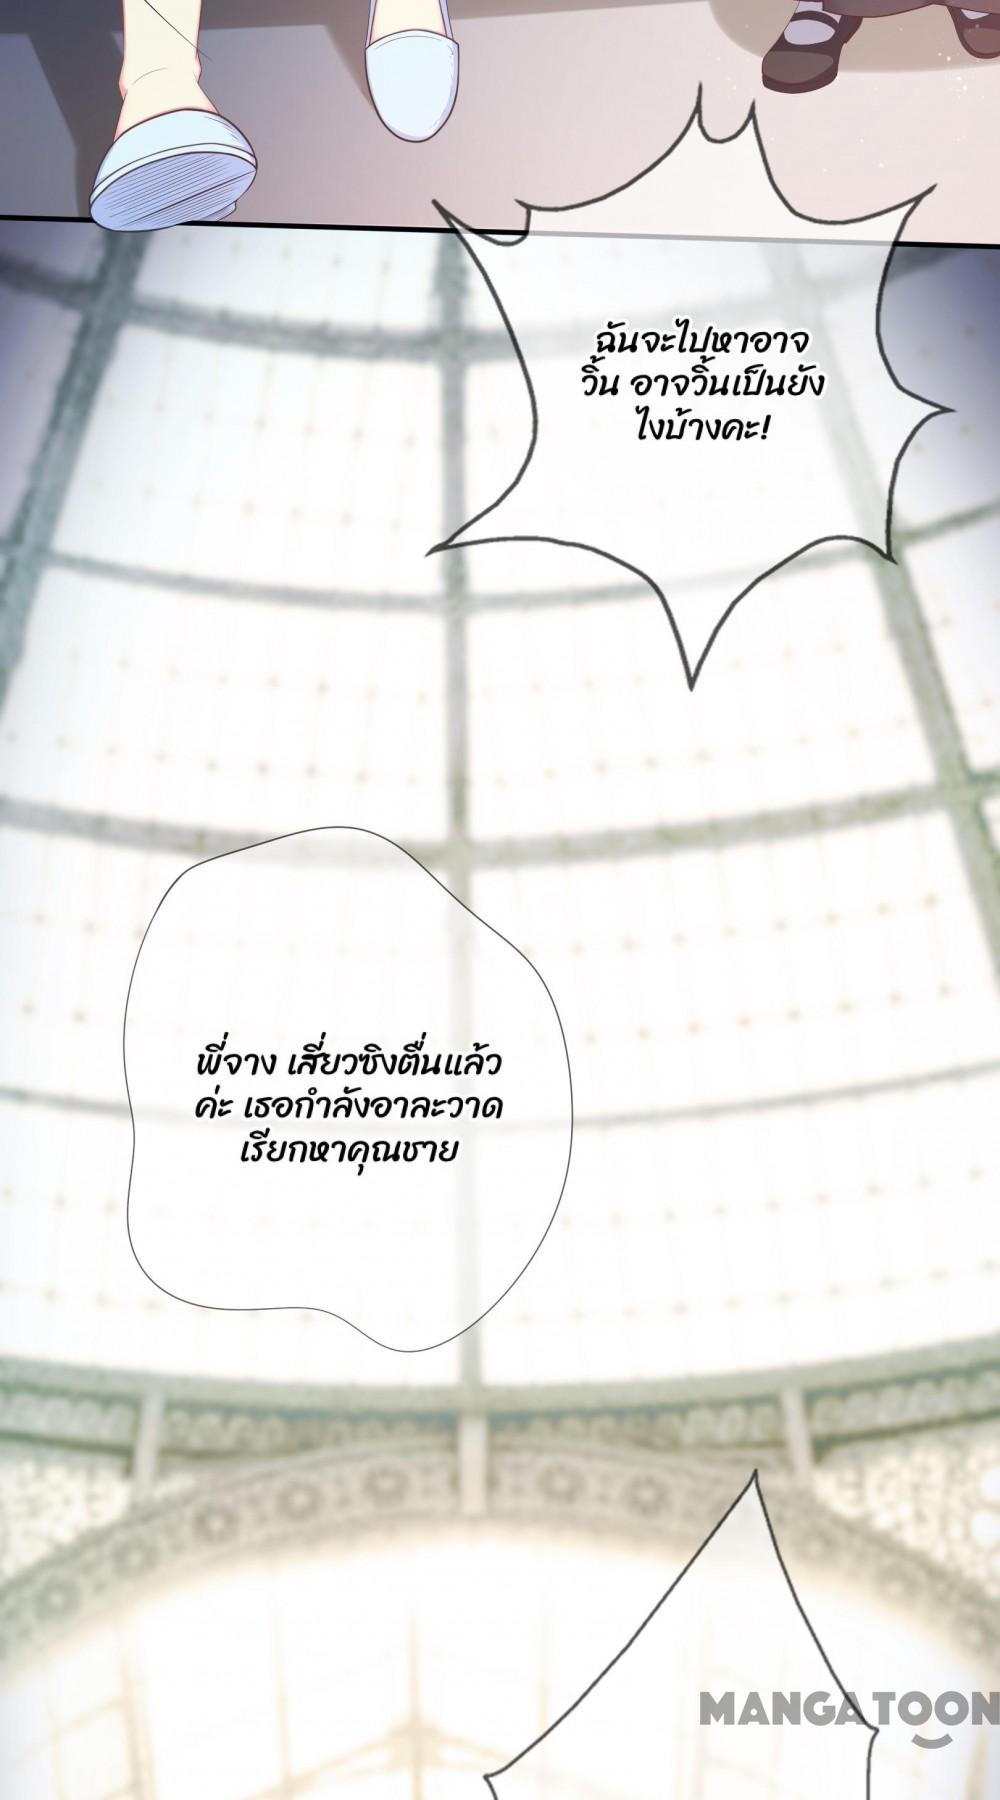 ฉันจะไปหาอาจ
วิ้น อาจวิ้นเป็นยัง
ไงบ้างคะ!
พี่จาง เสี่ยวซิงตื่นแล้ว
ค่ะ เธอกำลังอาละวาด
เรียกหาคุณชาย
MANGATOON